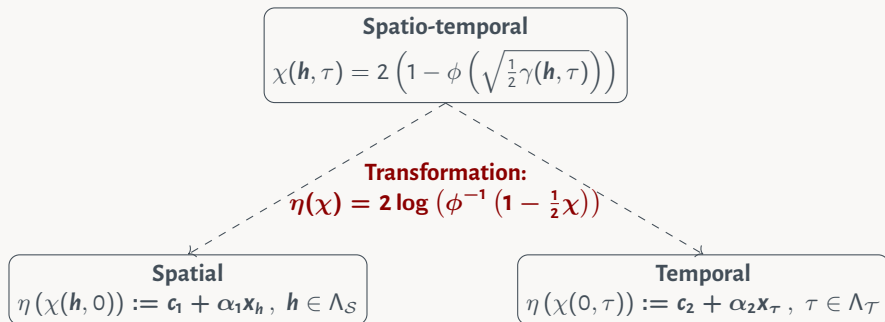 Spatio-temporal
χ(h, τ) = 2 (1 − ϕ (√(½γ(h, τ))))
Transformation:
η(χ) = 2 log (ϕ⁻¹ (1 − ½χ))
Spatial
η (χ(h, 0)) := c₁ + α₁xₕ , h ∈ Λ_𝒮
Temporal
η (χ(0, τ)) := c₂ + α₂x_τ , τ ∈ Λ_𝒯